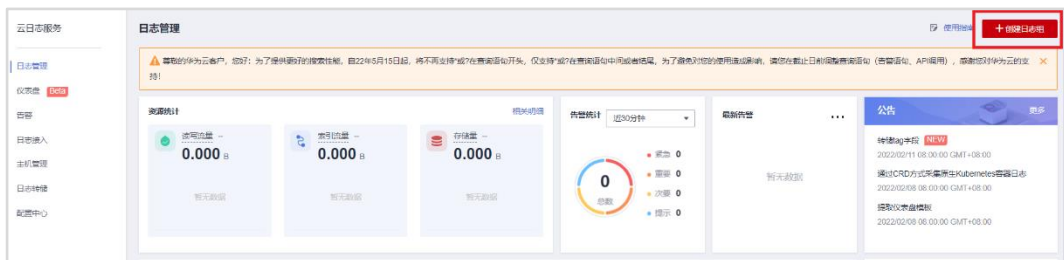 云日志服务
日志管理
使用指南
+ 创建日志组
日志管理
仪表盘 Beta
告警
日志接入
主机管理
日志转储
配置中心
尊敬的华为云客户，您好：为了提供更好的搜索性能，自22年5月15日起，将不再支持*或?在查询语句开头，仅支持*或?在查询语句中间或者结尾，为了避免对您的使用造成影响，请您在截止日前调整查询语句（告警语句、API调用），感谢您对华为云的支
持!
资源统计
相关明细
读写流量 --
0.000 B
暂无数据
索引流量 --
0.000 B
暂无数据
存储量 --
0.000 B
暂无数据
告警统计
近30分钟
0
总数
紧急 0
重要 0
次要 0
提示 0
最新告警
...
暂无数据
公告
更多
转储tag字段 NEW
2022/02/11 08:00:00 GMT+08:00
通过CRD方式采集原生Kubernetes容器日志
2022/02/08 08:00:00 GMT+08:00
提取仪表盘模板
2022/02/08 08:00:00 GMT+08:00